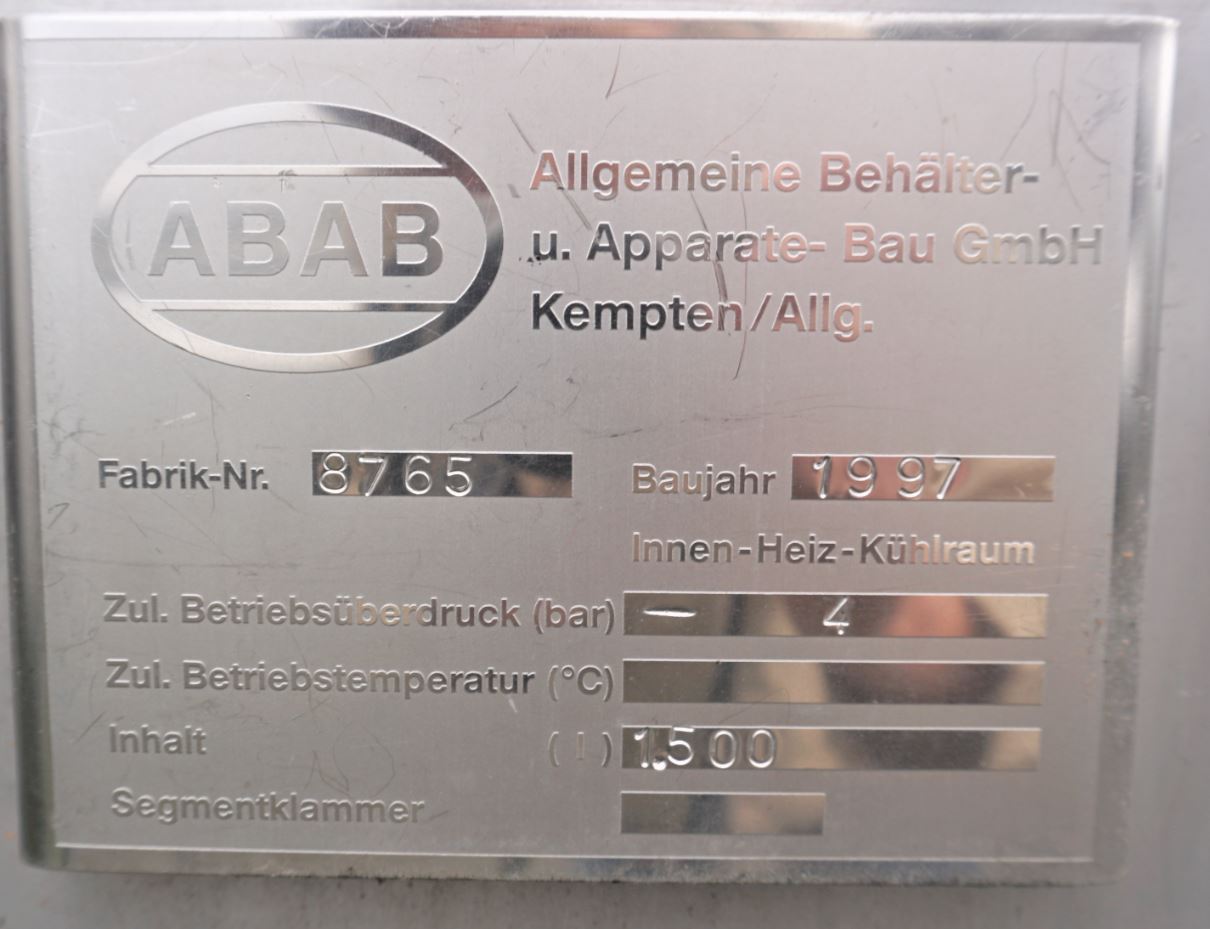 ABAB
Allgemeine Behälter-
u. Apparate- Bau GmbH
Kempten/Allg.
Fabrik-Nr. 8765 Baujahr 1997
Innen-Heiz-Kühlraum
Zul. Betriebsüberdruck (bar) — 4
Zul. Betriebstemperatur (°C)
Inhalt ( l ) 1.500
Segmentklammer